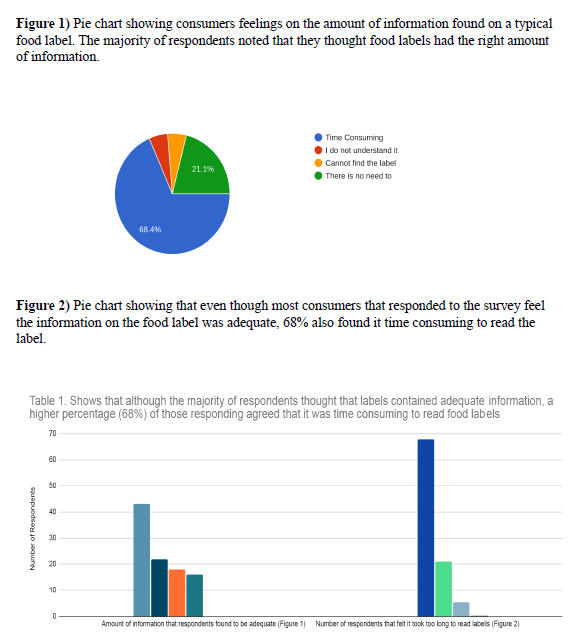 Figure 1) Pie chart showing consumers feelings on the amount of information found on a typical
food label. The majority of respondents noted that they thought food labels had the right amount
of information.
Time Consuming
I do not understand it
Cannot find the label
There is no need to
21.1%
68.4%
Figure 2) Pie chart showing that even though most consumers that responded to the survey feel
the information on the food label was adequate, 68% also found it time consuming to read the
label.
Table 1. Shows that although the majority of respondents thought that labels contained adequate information, a
higher percentage (68%) of those responding agreed that it was time consuming to read food labels
Number of Respondents
70
60
50
40
30
20
10
0
Amount of information that respondents found to be adequate (Figure 1)
Number of respondents that felt it took too long to read labels (Figure 2)